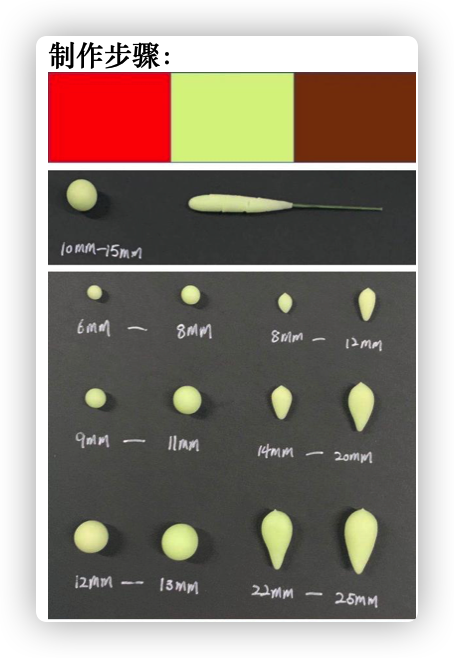 制作步骤:
10mm-15mm
6mm — 8mm 8mm — 12mm
9mm — 11mm 14mm — 20mm
12mm -- 13mm 22mm — 25mm